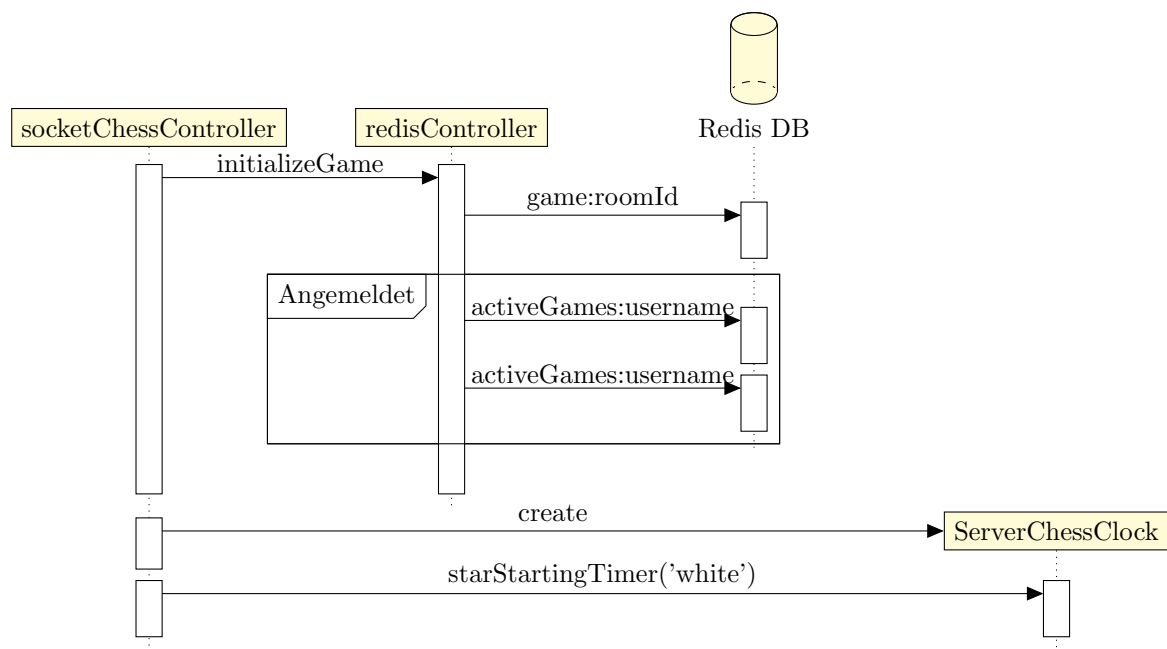 socketChessController
redisController
Redis DB
initializeGame
game:roomId
Angemeldet
activeGames:username
activeGames:username
create
ServerChessClock
starStartingTimer('white')